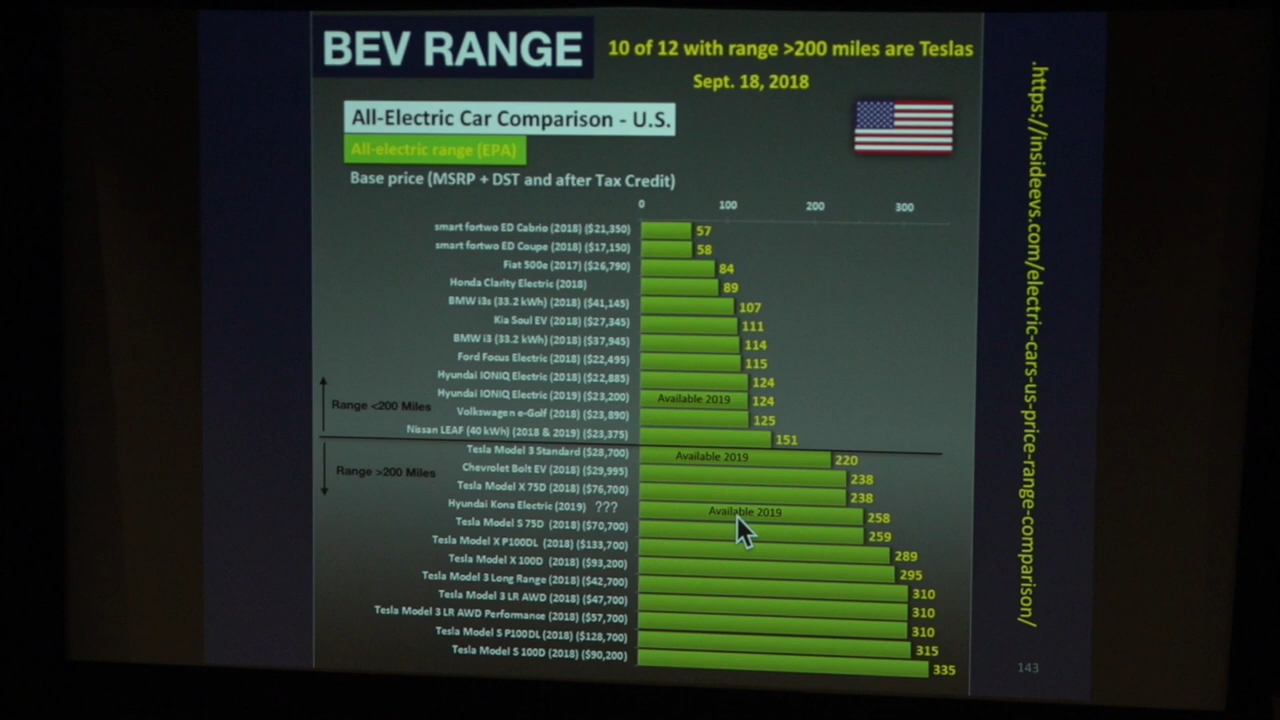 BEV RANGE
10 of 12 with range >200 miles are Teslas
Sept. 18, 2018
All-Electric Car Comparison - U.S.
All-electric range (EPA)
Base price (MSRP + DST and after Tax Credit)
0 100 200 300
smart fortwo ED Cabrio (2018) ($21,350) 57
smart fortwo ED Coupe (2018) ($17,150) 58
Fiat 500e (2017) ($26,790) 84
Honda Clarity Electric (2018) 89
BMW i3s (33.2 kWh) (2018) ($41,145) 107
Kia Soul EV (2018) ($27,345) 111
BMW i3 (33.2 kWh) (2018) ($37,945) 114
Ford Focus Electric (2018) ($22,495) 115
Hyundai IONIQ Electric (2018) ($22,885) 124
Hyundai IONIQ Electric (2019) ($23,200) Available 2019 124
Range <200 Miles
Volkswagen e-Golf (2018) ($23,890) 125
Nissan LEAF (40 kWh) (2018 & 2019) ($23,375) 151
Tesla Model 3 Standard ($28,700) Available 2019 220
Range >200 Miles
Chevrolet Bolt EV (2018) ($29,995) 238
Tesla Model X 75D (2018) ($76,700) 238
Hyundai Kona Electric (2019) ??? Available 2019 258
Tesla Model S 75D (2018) ($70,700) 259
Tesla Model X P100DL (2018) ($133,700) 289
Tesla Model X 100D (2018) ($93,200) 295
Tesla Model 3 Long Range (2018) ($42,700) 310
Tesla Model 3 LR AWD (2018) ($47,700) 310
Tesla Model 3 LR AWD Performance (2018) ($57,700) 310
Tesla Model S P100DL (2018) ($128,700) 315
Tesla Model S 100D (2018) ($90,200) 335
.https://insideevs.com/electric-cars-us-price-range-comparison/
143